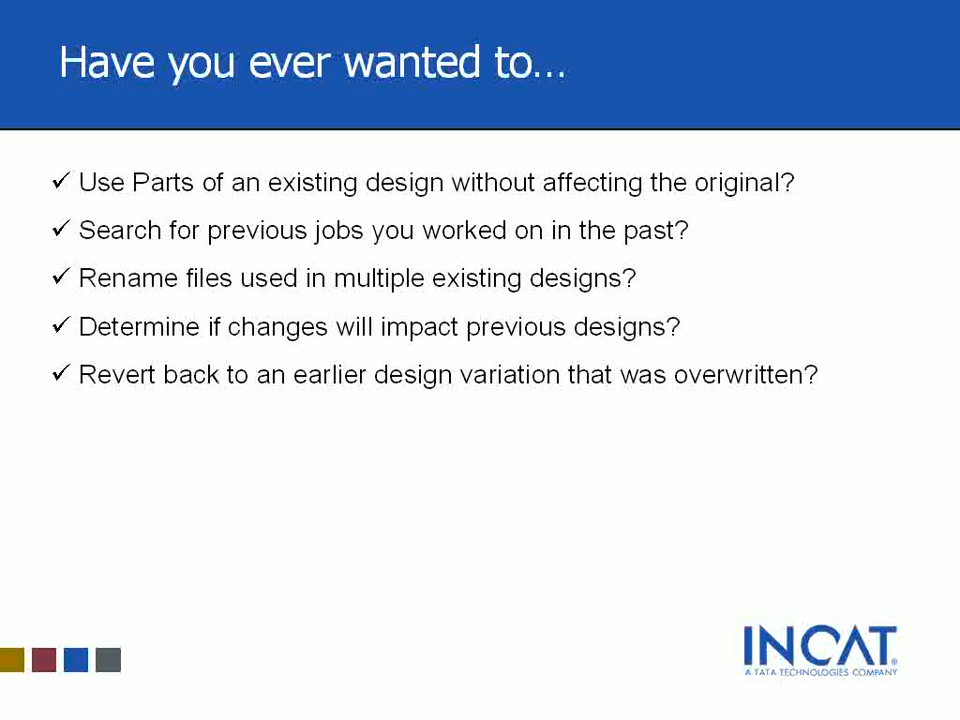 Have you ever wanted to...
✓ Use Parts of an existing design without affecting the original?
✓ Search for previous jobs you worked on in the past?
✓ Rename files used in multiple existing designs?
✓ Determine if changes will impact previous designs?
✓ Revert back to an earlier design variation that was overwritten?
INCAT®
A TATA TECHNOLOGIES COMPANY